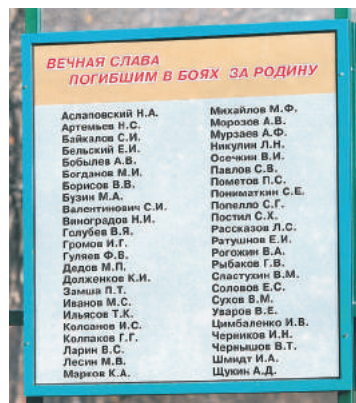 ВЕЧНАЯ СЛАВА
ПОГИБШИМ В БОЯХ ЗА РОДИНУ
Аслаповский Н.А.
Артемьев Н.С.
Байкалов С.И.
Бельский Е.И.
Бобылев А.В.
Богданов М.И.
Борисов В.В.
Бузин М.А.
Валентинович С.И.
Виноградов Н.И.
Голубев В.Я.
Громов И.Г.
Гуляев Ф.В.
Дедов М.П.
Долженков К.И.
Замша П.Т.
Иванов М.С.
Ильясов Т.К.
Колсанов И.С.
Колпаков Г.Г.
Ларин В.С.
Лесин М.В.
Марков К.А.
Михайлов М.Ф.
Морозов А.В.
Мурзаев А.Ф.
Никулин Л.Н.
Осечкин В.И.
Павлов С.В.
Пометов П.С.
Пониматкин С.Е.
Попелло С.Г.
Постил С.Х.
Рассказов Л.С.
Ратушнов Е.И.
Рогожин В.А.
Рыбаков Г.В.
Сластухин В.М.
Соловов Е.С.
Сухов В.М.
Уваров В.Е.
Цимбаленко И.В.
Черников И.Н.
Чернышов В.Т.
Шмидт И.А.
Щукин А.Д.